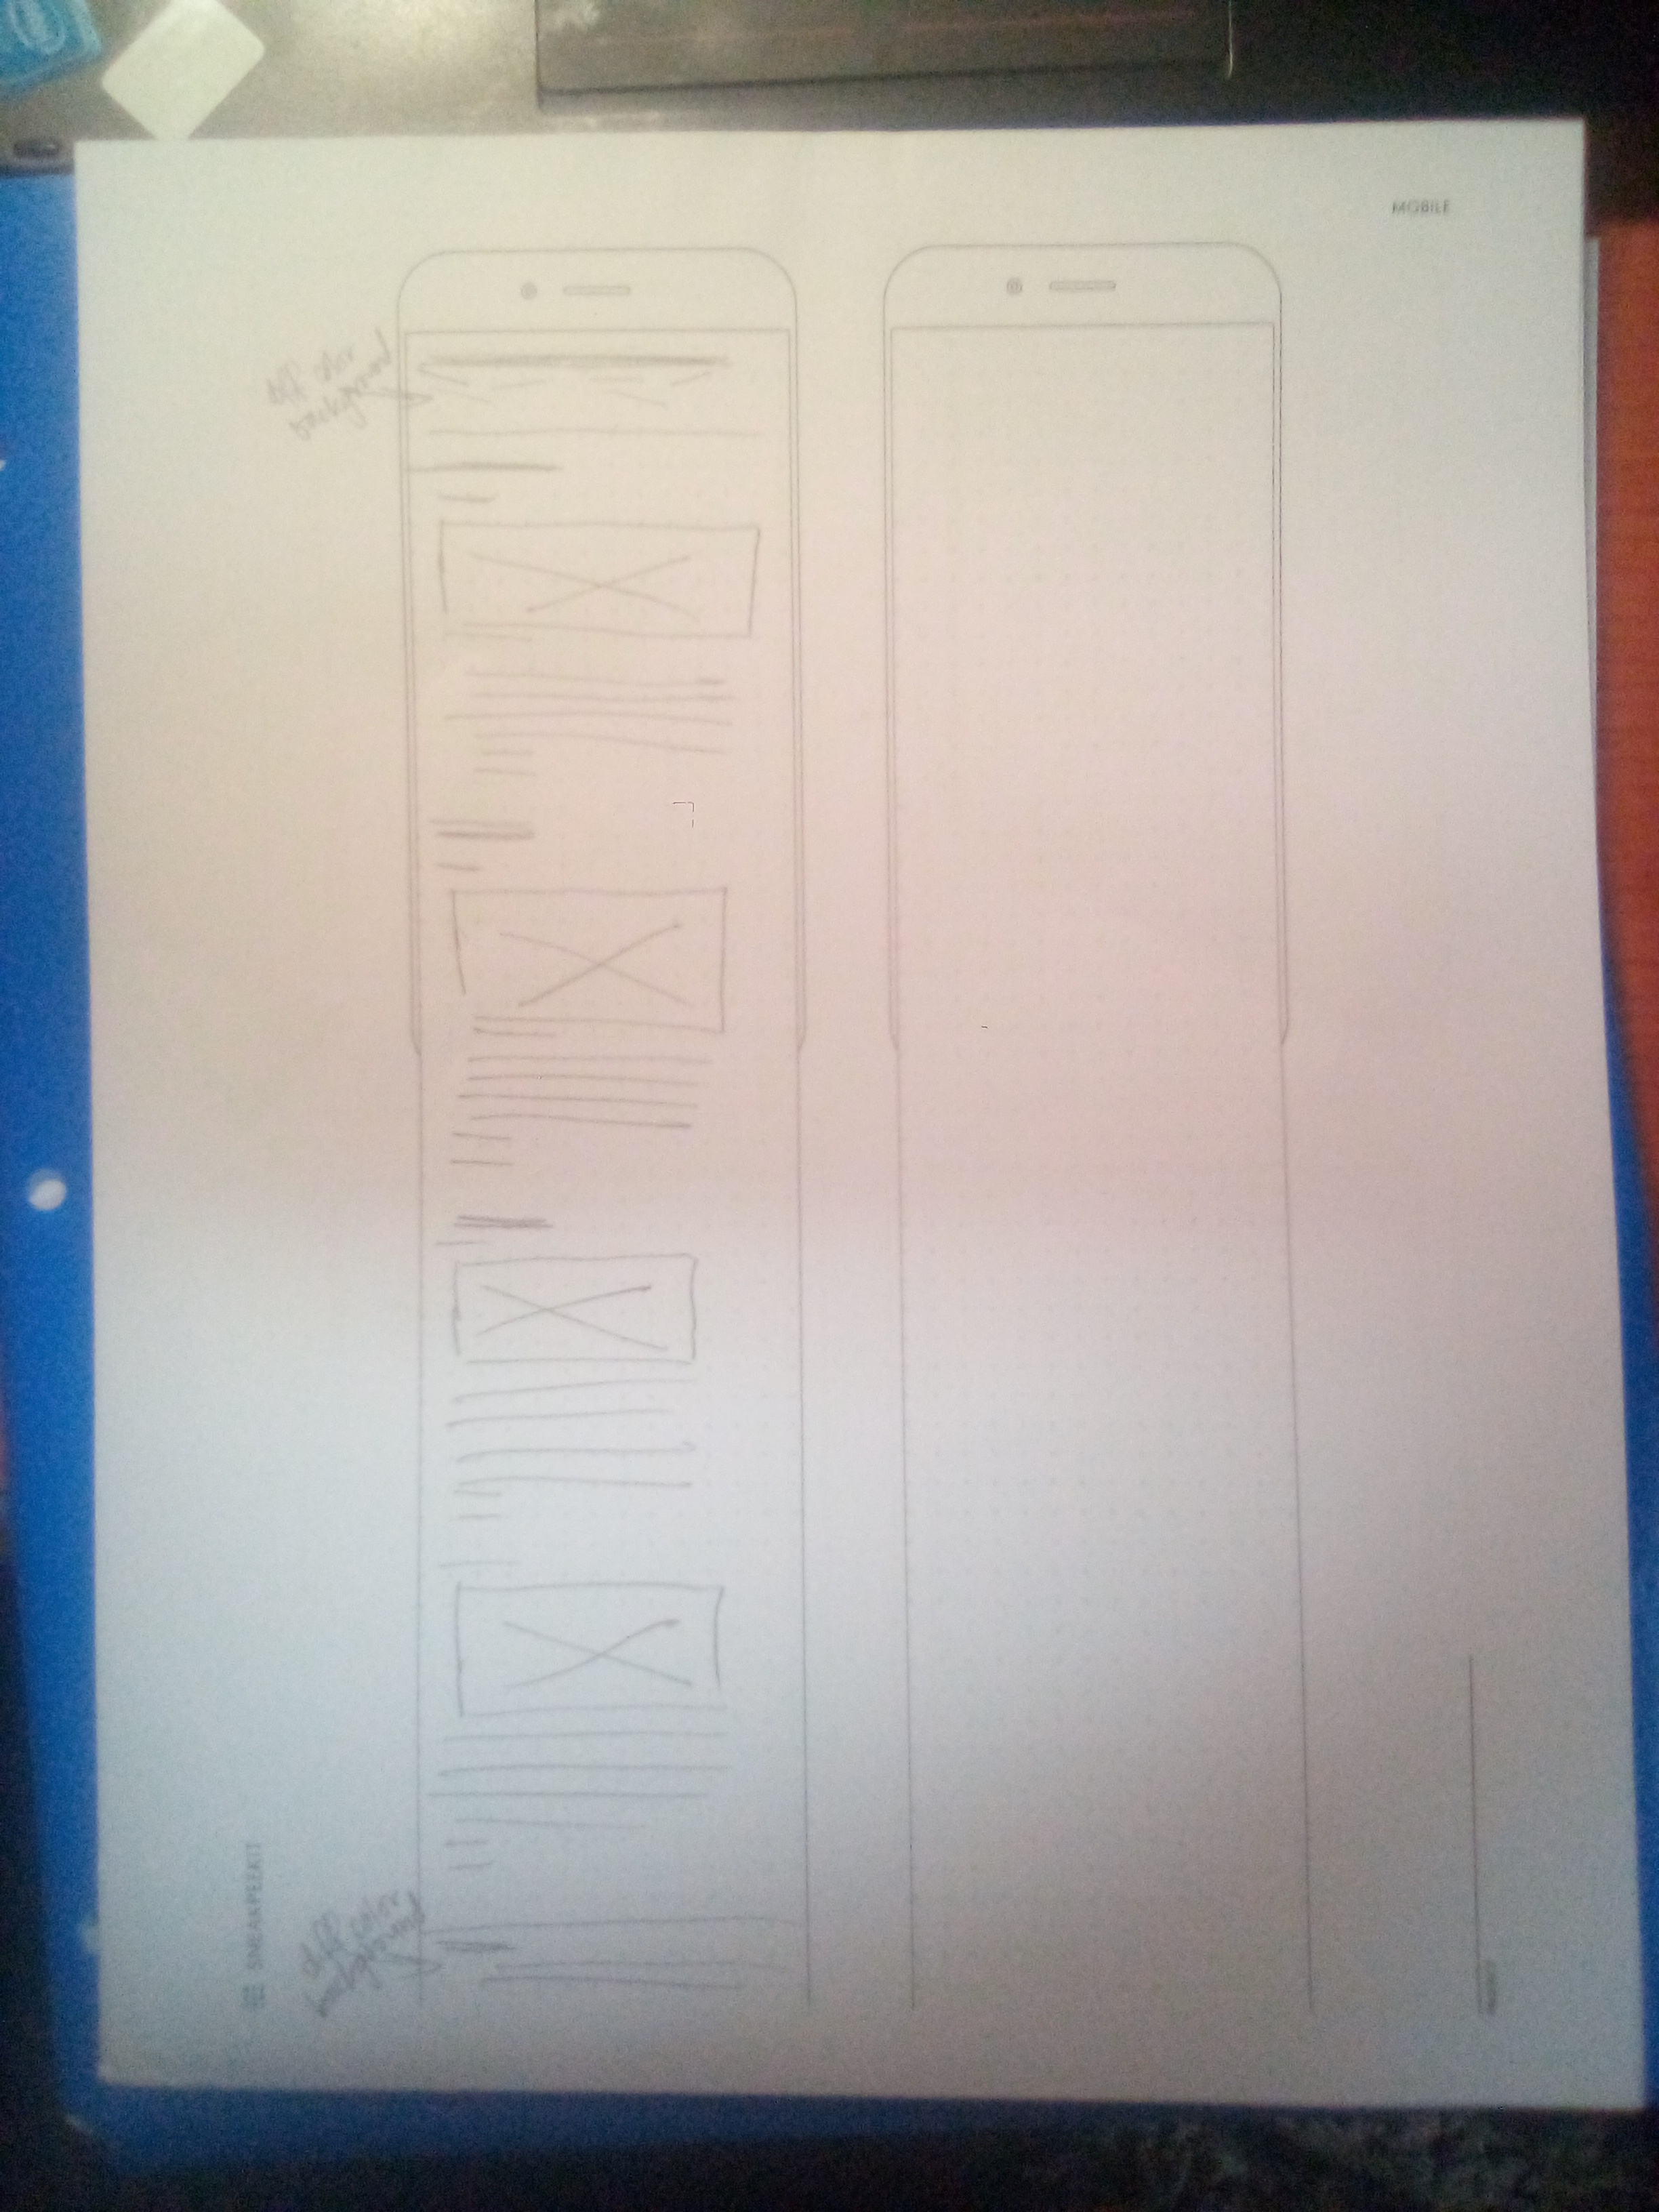 MOBILE
diff color
background
diff color
background
SNEAKPEEKIT